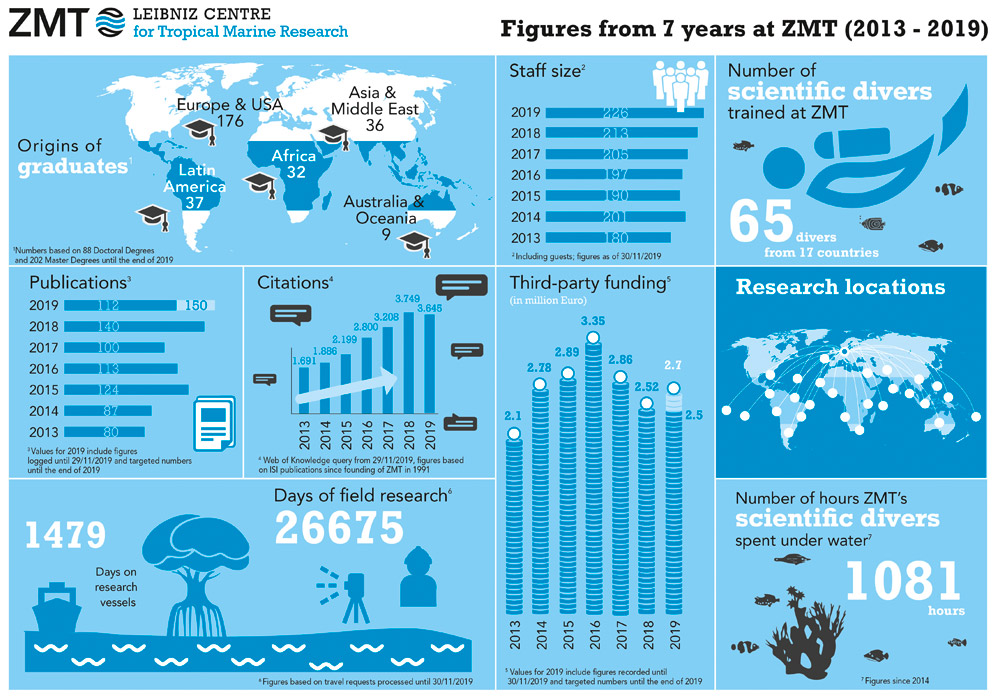 ZMT LEIBNIZ CENTRE
for Tropical Marine Research
Figures from 7 years at ZMT (2013 - 2019)
Origins of
graduates¹
Europe & USA
176
Asia &
Middle East
36
Africa
32
Latin
America
37
Australia &
Oceania
9
¹Numbers based on 88 Doctoral Degrees
and 202 Master Degrees until the end of 2019
Staff size²
2019 226
2018 213
2017 205
2016 197
2015 190
2014 201
2013 180
² Including guests; figures as of 30/11/2019
Number of
scientific divers
trained at ZMT
65 divers
from 17 countries
Publications³
2019 112 150
2018 140
2017 100
2016 113
2015 124
2014 87
2013 80
³ Values for 2019 include figures
logged until 29/11/2019 and targeted numbers
until the end of 2019
Citations⁴
1.691
1.886
2.199
2.800
3.208
3.749
3.645
2013
2014
2015
2016
2017
2018
2019
⁴ Web of Knowledge query from 29/11/2019, figures based
on ISI publications since founding of ZMT in 1991
Third-party funding⁵
(in million Euro)
2.1
2.78
2.89
3.35
2.86
2.52
2.7
2.5
2013
2014
2015
2016
2017
2018
2019
⁵ Values for 2019 include figures recorded until
30/11/2019 and targeted numbers until the end of 2019
Research locations
1479
Days on
research
vessels
Days of field research⁶
26675
⁶ Figures based on travel requests processed until 30/11/2019
Number of hours ZMT's
scientific divers
spent under water⁷
1081
hours
⁷ Figures since 2014